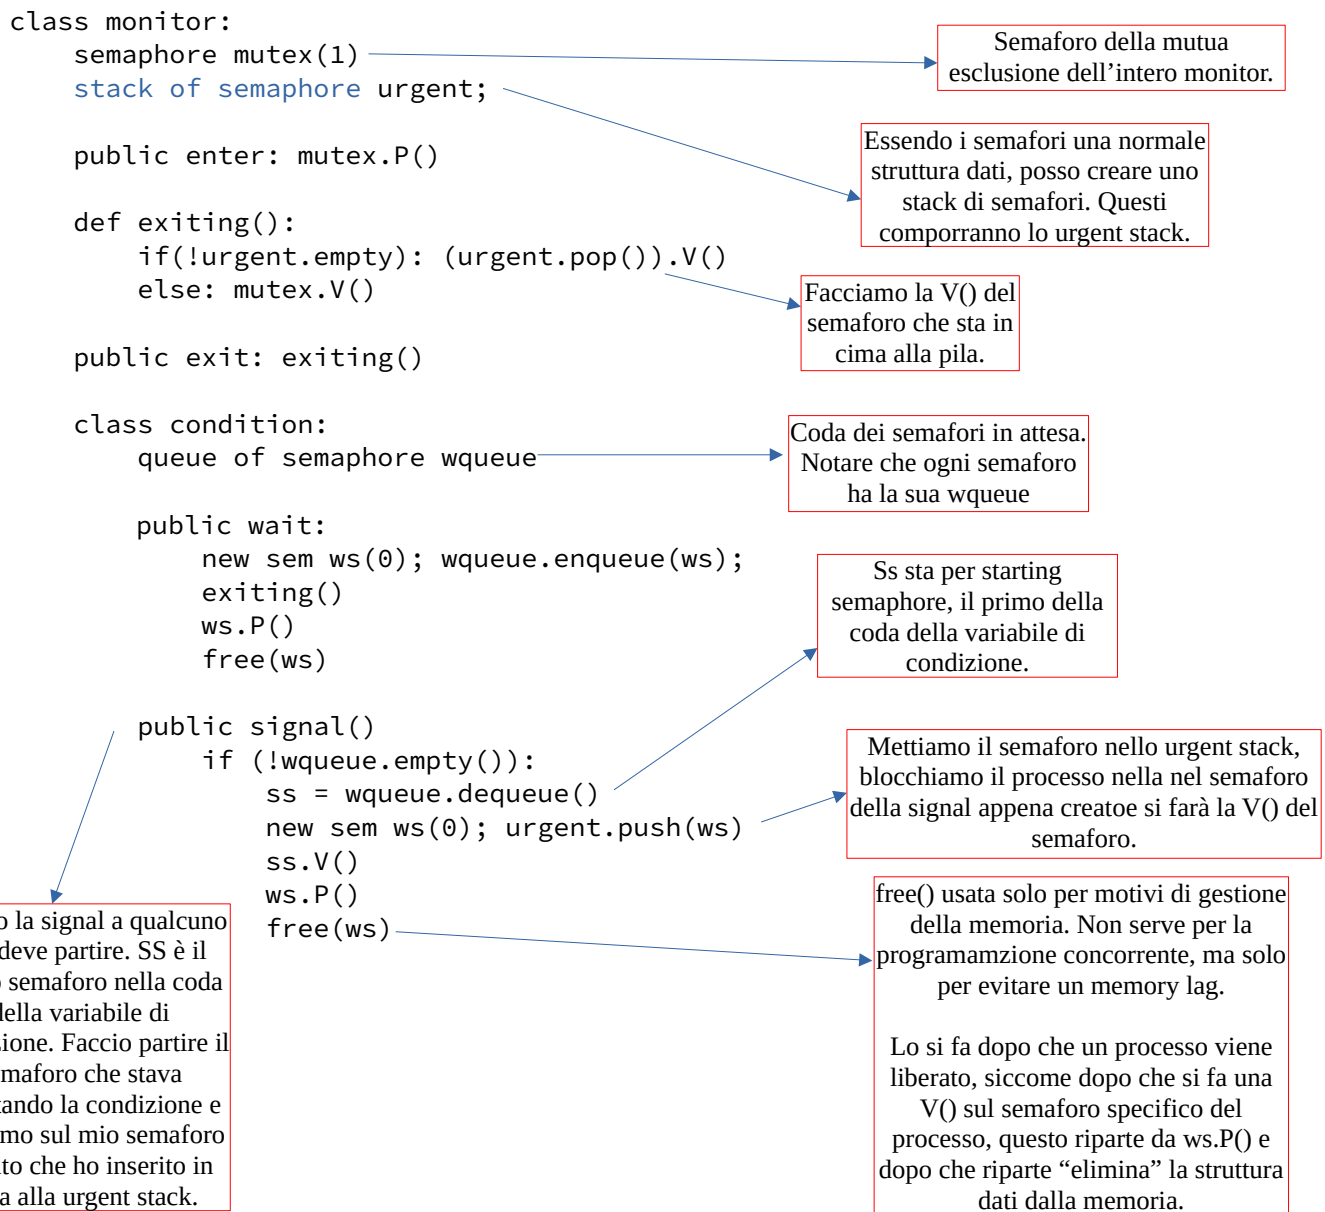 class monitor:
semaphore mutex(1)
stack of semaphore urgent;
public enter: mutex.P()
def exiting():
if(!urgent.empty): (urgent.pop()).V()
else: mutex.V()
public exit: exiting()
class condition:
queue of semaphore wqueue
public wait:
new sem ws(0); wqueue.enqueue(ws);
exiting()
ws.P()
free(ws)
public signal()
if (!wqueue.empty()):
ss = wqueue.dequeue()
new sem ws(0); urgent.push(ws)
ss.V()
ws.P()
free(ws)
Semaforo della mutua
esclusione dell’intero monitor.
Essendo i semafori una normale
struttura dati, posso creare uno
stack di semafori. Questi
comporranno lo urgent stack.
Facciamo la V() del
semaforo che sta in
cima alla pila.
Coda dei semafori in attesa.
Notare che ogni semaforo
ha la sua wqueue
Ss sta per starting
semaphore, il primo della
coda della variabile di
condizione.
Mettiamo il semaforo nello urgent stack,
blocchiamo il processo nella nel semaforo
della signal appena creatoe si farà la V() del
semaforo.
free() usata solo per motivi di gestione
della memoria. Non serve per la
programamzione concorrente, ma solo
per evitare un memory lag.
Lo si fa dopo che un processo viene
liberato, siccome dopo che si fa una
V() sul semaforo specifico del
processo, questo riparte da ws.P() e
dopo che riparte “elimina” la struttura
dati dalla memoria.
la signal a qualcuno
deve partire. SS è il
semaforo nella coda
della variabile di
Faccio partire il
che stava
la condizione e
sul mio semaforo
che ho inserito in
alla urgent stack.